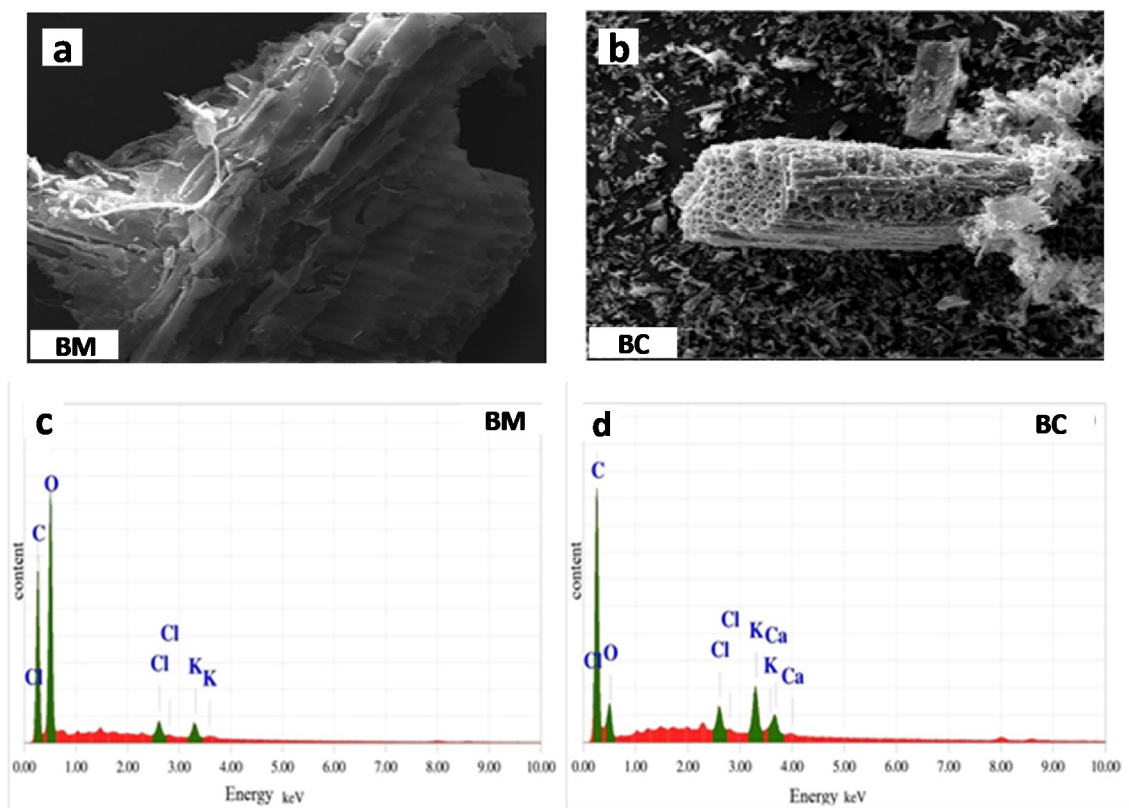 a
BM
b
BC
c
BM
content
O
C
Cl
Cl
Cl
K K
0.00 1.00 2.00 3.00 4.00 5.00 6.00 7.00 8.00 9.00 10.00
Energy keV
d
BC
content
C
Cl O
Cl
Cl
K Ca
K
Ca
0.00 1.00 2.00 3.00 4.00 5.00 6.00 7.00 8.00 9.00 10.00
Energy keV